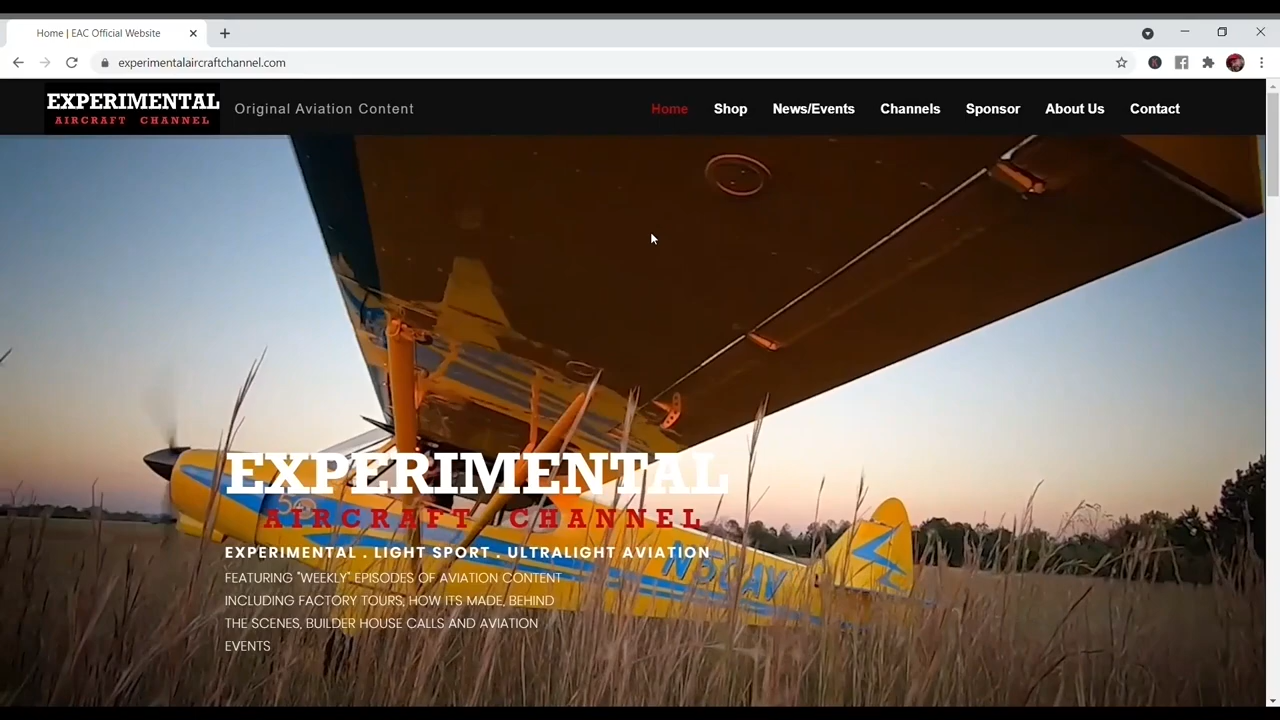 Home | EAC Official Website
experimentalaircraftchannel.com
EXPERIMENTAL
AIRCRAFT CHANNEL
Original Aviation Content
Home Shop News/Events Channels Sponsor About Us Contact
EXPERIMENTAL
AIRCRAFT CHANNEL
EXPERIMENTAL . LIGHT SPORT . ULTRALIGHT AVIATION
FEATURING "WEEKLY" EPISODES OF AVIATION CONTENT
INCLUDING FACTORY TOURS, HOW ITS MADE, BEHIND
THE SCENES, BUILDER HOUSE CALLS AND AVIATION
EVENTS